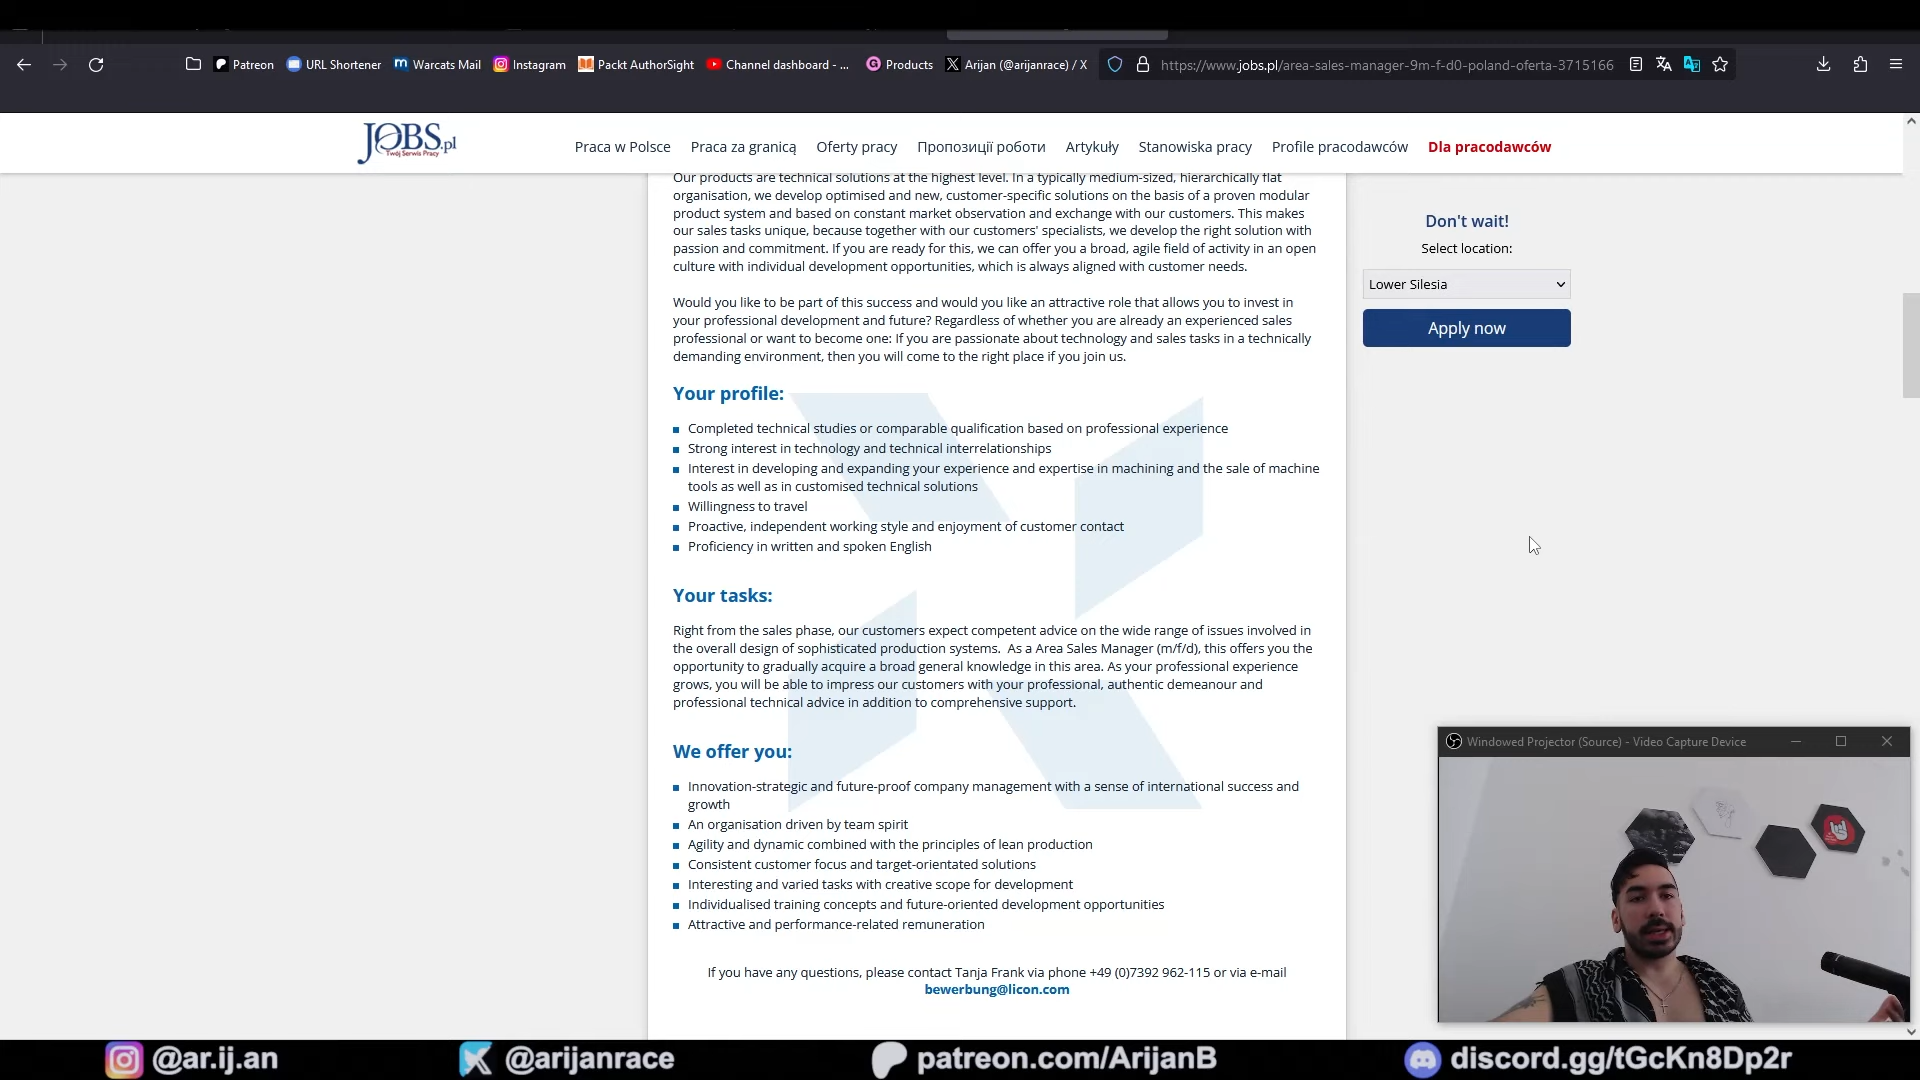 Patreon
URL Shortener
Warcats Mail
Instagram
Packt AuthorSight
Channel dashboard - ...
Products
Arijan (@arijanrace) / X
https://www.jobs.pl/area-sales-manager-9m-f-d0-poland-oferta-3715166
JOBS.pl
Twój Serwis Pracy
Praca w Polsce
Praca za granicą
Oferty pracy
Пропозиції роботи
Artykuły
Stanowiska pracy
Profile pracodawców
Dla pracodawców
Our products are technical solutions at the highest level. In a typically medium-sized, hierarchically flat
organisation, we develop optimised and new, customer-specific solutions on the basis of a proven modular
product system and based on constant market observation and exchange with our customers. This makes
our sales tasks unique, because together with our customers' specialists, we develop the right solution with
passion and commitment. If you are ready for this, we can offer you a broad, agile field of activity in an open
culture with individual development opportunities, which is always aligned with customer needs.
Would you like to be part of this success and would you like an attractive role that allows you to invest in
your professional development and future? Regardless of whether you are already an experienced sales
professional or want to become one: If you are passionate about technology and sales tasks in a technically
demanding environment, then you will come to the right place if you join us.
Your profile:
Completed technical studies or comparable qualification based on professional experience
Strong interest in technology and technical interrelationships
Interest in developing and expanding your experience and expertise in machining and the sale of machine
tools as well as in customised technical solutions
Willingness to travel
Proactive, independent working style and enjoyment of customer contact
Proficiency in written and spoken English
Your tasks:
Right from the sales phase, our customers expect competent advice on the wide range of issues involved in
the overall design of sophisticated production systems. As a Area Sales Manager (m/f/d), this offers you the
opportunity to gradually acquire a broad general knowledge in this area. As your professional experience
grows, you will be able to impress our customers with your professional, authentic demeanour and
professional technical advice in addition to comprehensive support.
We offer you:
Innovation-strategic and future-proof company management with a sense of international success and
growth
An organisation driven by team spirit
Agility and dynamic combined with the principles of lean production
Consistent customer focus and target-orientated solutions
Interesting and varied tasks with creative scope for development
Individualised training concepts and future-oriented development opportunities
Attractive and performance-related remuneration
If you have any questions, please contact Tanja Frank via phone +49 (0)7392 962-115 or via e-mail
bewerbung@licon.com
Don't wait!
Select location:
Lower Silesia
Apply now
Windowed Projector (Source) - Video Capture Device
@ar.ij.an
@arijanrace
patreon.com/ArijanB
discord.gg/tGcKn8Dp2r